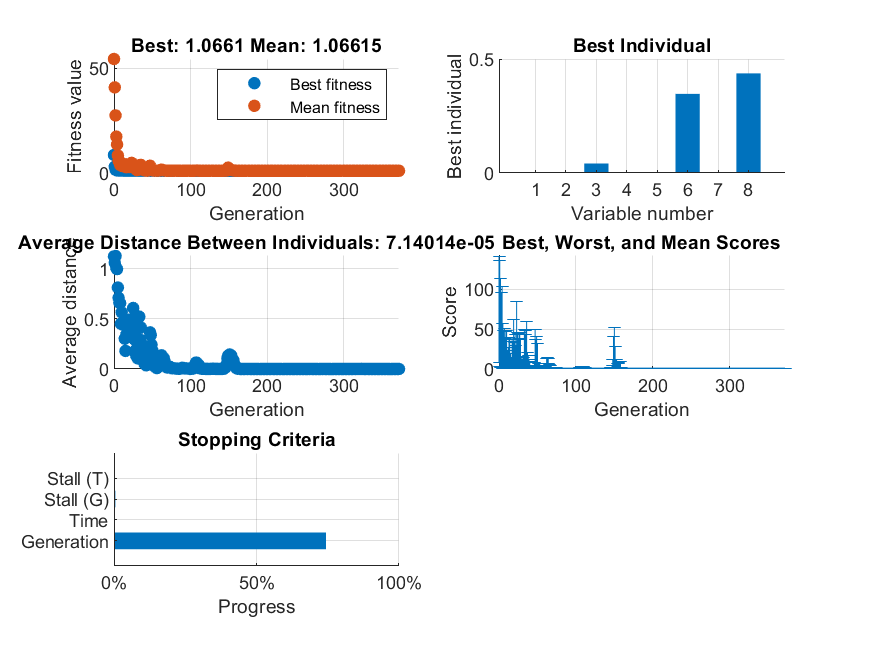 Best: 1.0661 Mean: 1.06615
Fitness value
50
0
Best fitness
Mean fitness
0 100 200 300
Generation
Best Individual
Best individual
0.5
0
1 2 3 4 5 6 7 8
Variable number
Average Distance Between Individuals: 7.14014e-05
Average distance
1
0.5
0
0 100 200 300
Generation
Best, Worst, and Mean Scores
Score
100
50
0
0 100 200 300
Generation
Stopping Criteria
Stall (T)
Stall (G)
Time
Generation
0% 50% 100%
Progress